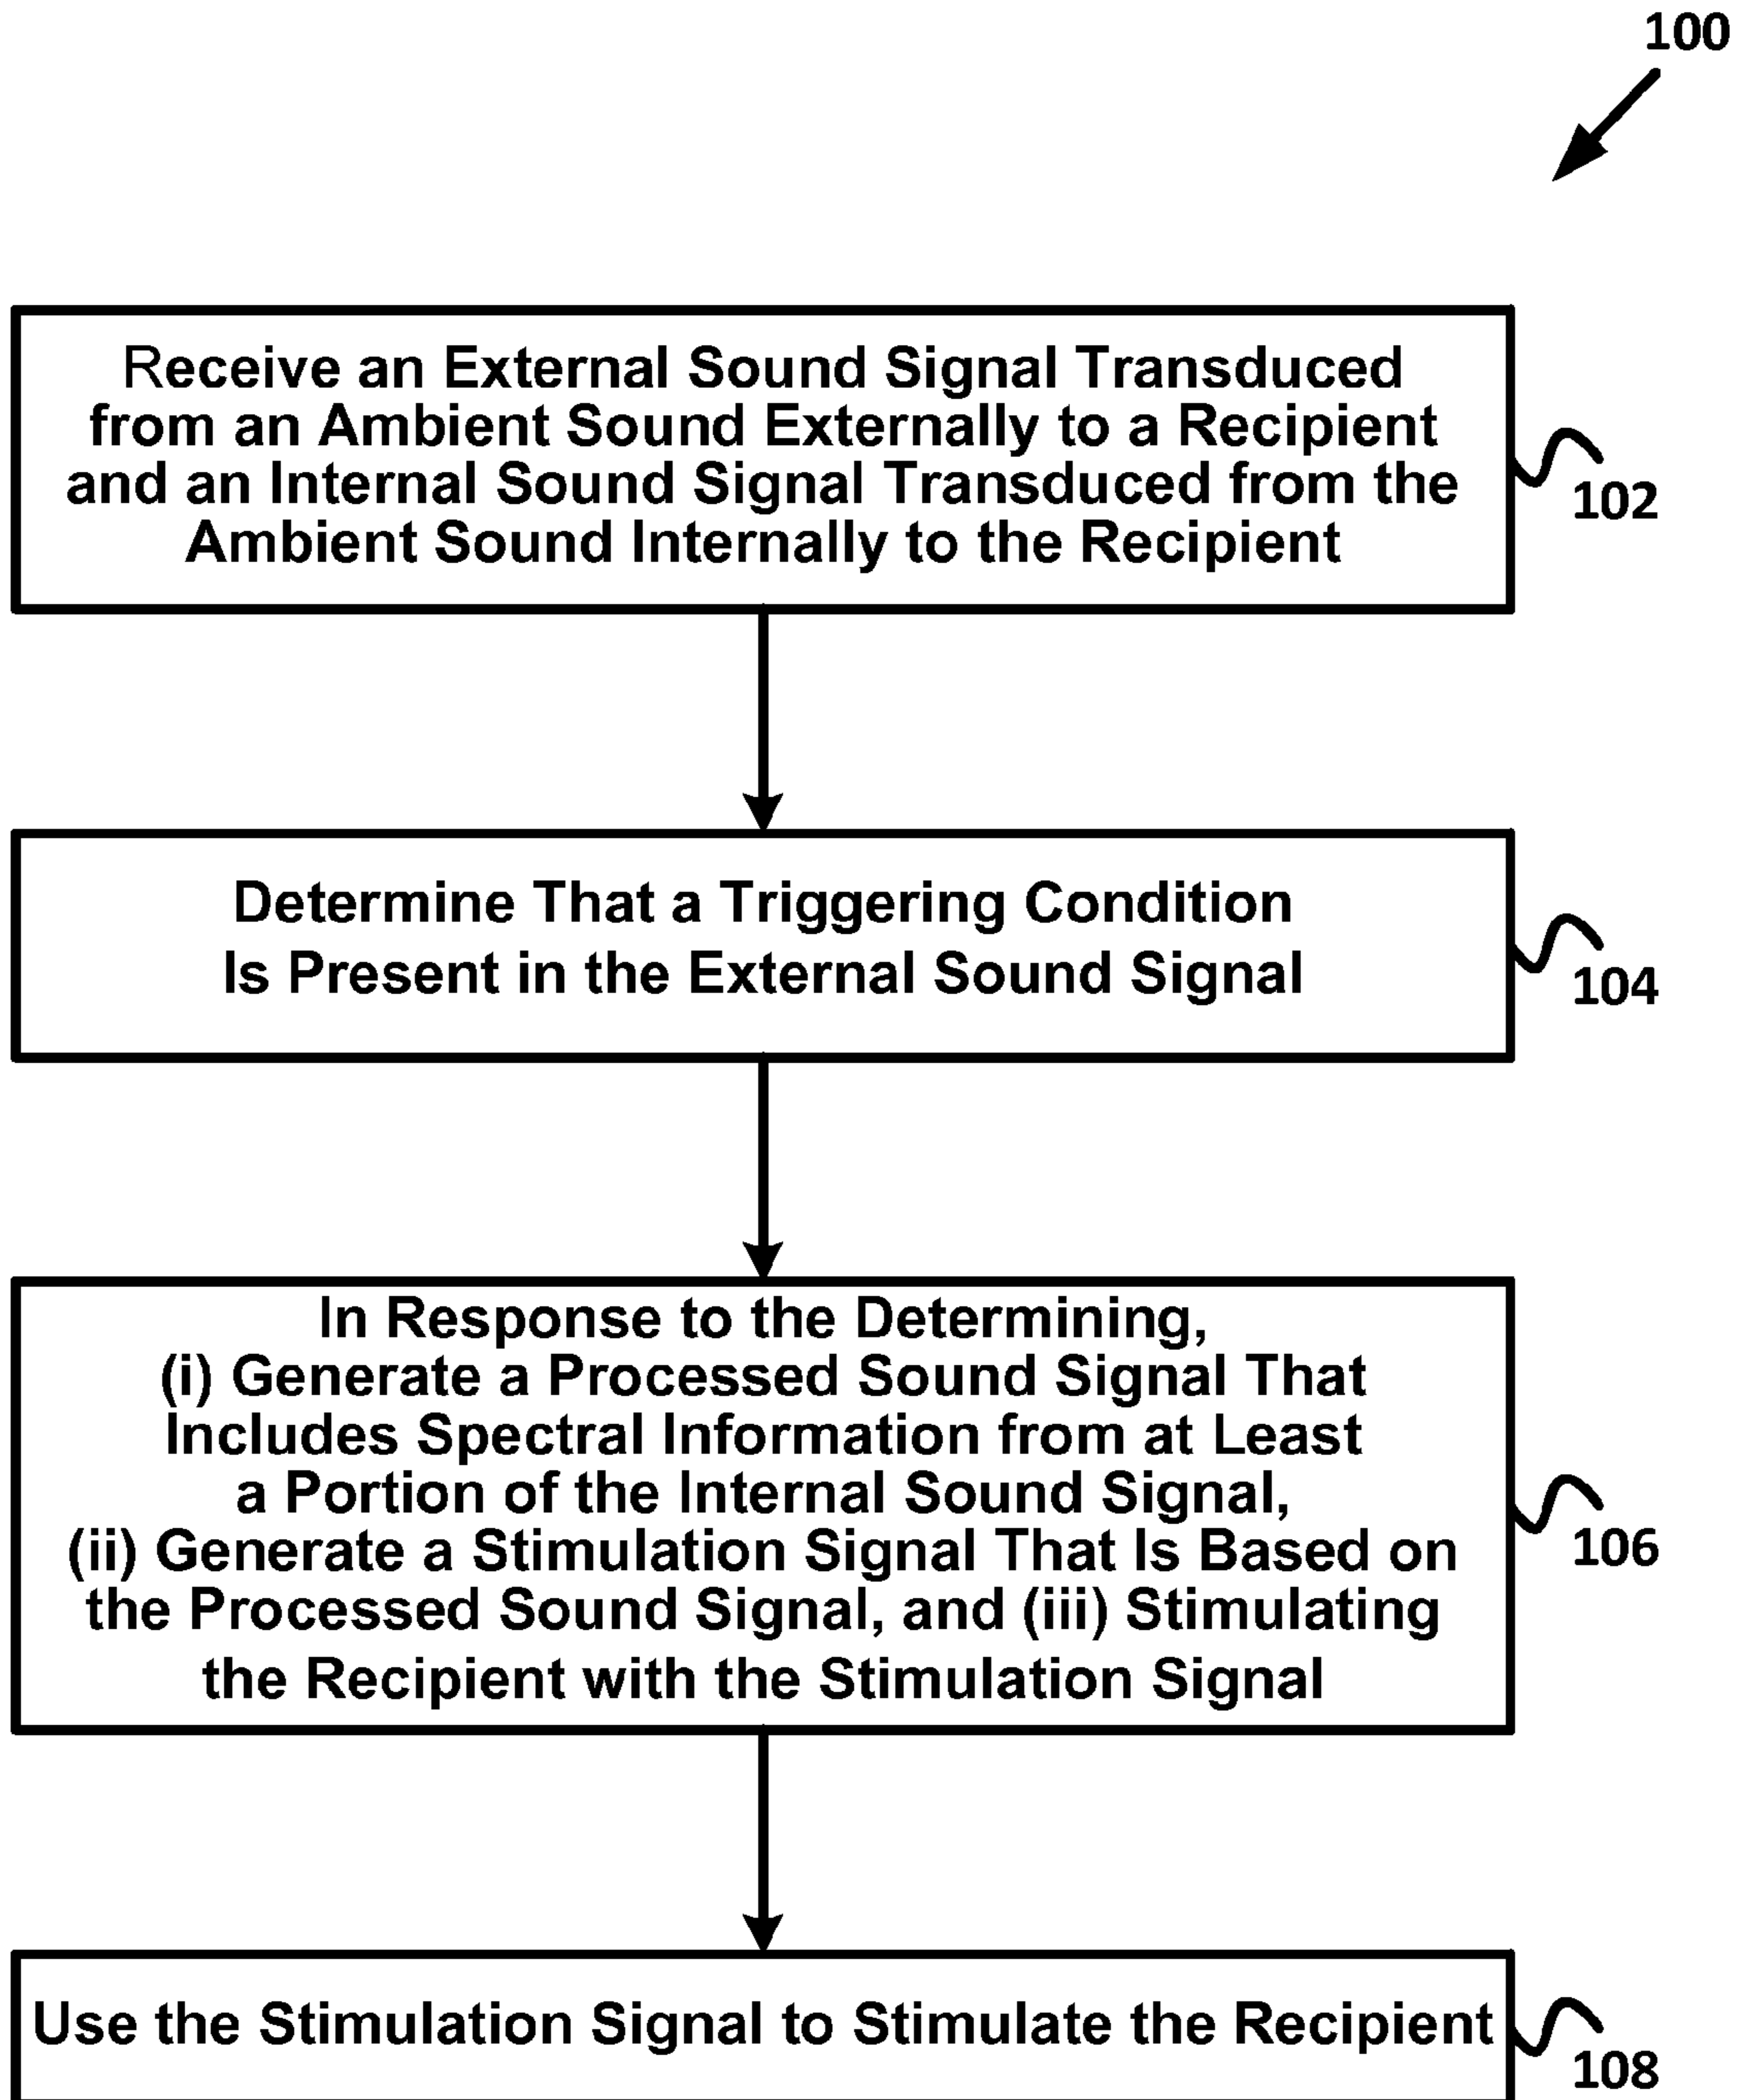 100
Receive an External Sound Signal Transduced
from an Ambient Sound Externally to a Recipient
and an Internal Sound Signal Transduced from the
Ambient Sound Internally to the Recipient
102
Determine That a Triggering Condition
Is Present in the External Sound Signal
104
In Response to the Determining,
(i) Generate a Processed Sound Signal That
Includes Spectral Information from at Least
a Portion of the Internal Sound Signal,
(ii) Generate a Stimulation Signal That Is Based on
the Processed Sound Signal, and (iii) Stimulating
the Recipient with the Stimulation Signal
106
Use the Stimulation Signal to Stimulate the Recipient
108